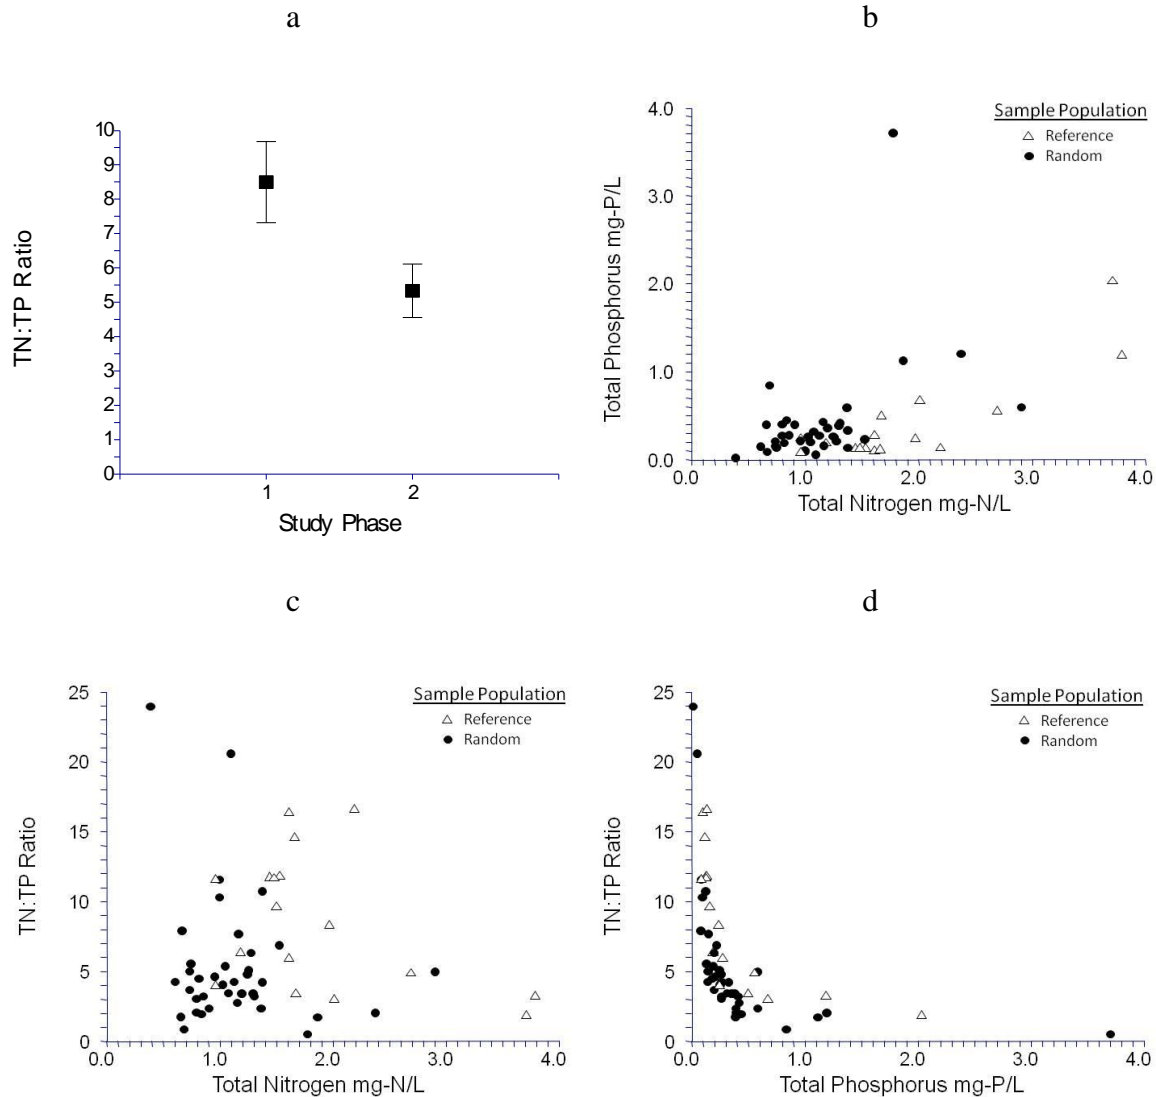 a
10
9
8
7
6
5
4
3
2
1
0
1 2
TN:TP Ratio
Study Phase
b
Sample Population
Reference
Random
4.0
3.0
2.0
1.0
0.0
0.0 1.0 2.0 3.0 4.0
Total Phosphorus mg-P/L
Total Nitrogen mg-N/L
c
Sample Population
Reference
Random
25
20
15
10
5
0
0.0 1.0 2.0 3.0 4.0
TN:TP Ratio
Total Nitrogen mg-N/L
d
Sample Population
Reference
Random
25
20
15
10
5
0
0.0 1.0 2.0 3.0 4.0
TN:TP Ratio
Total Phosphorus mg-P/L